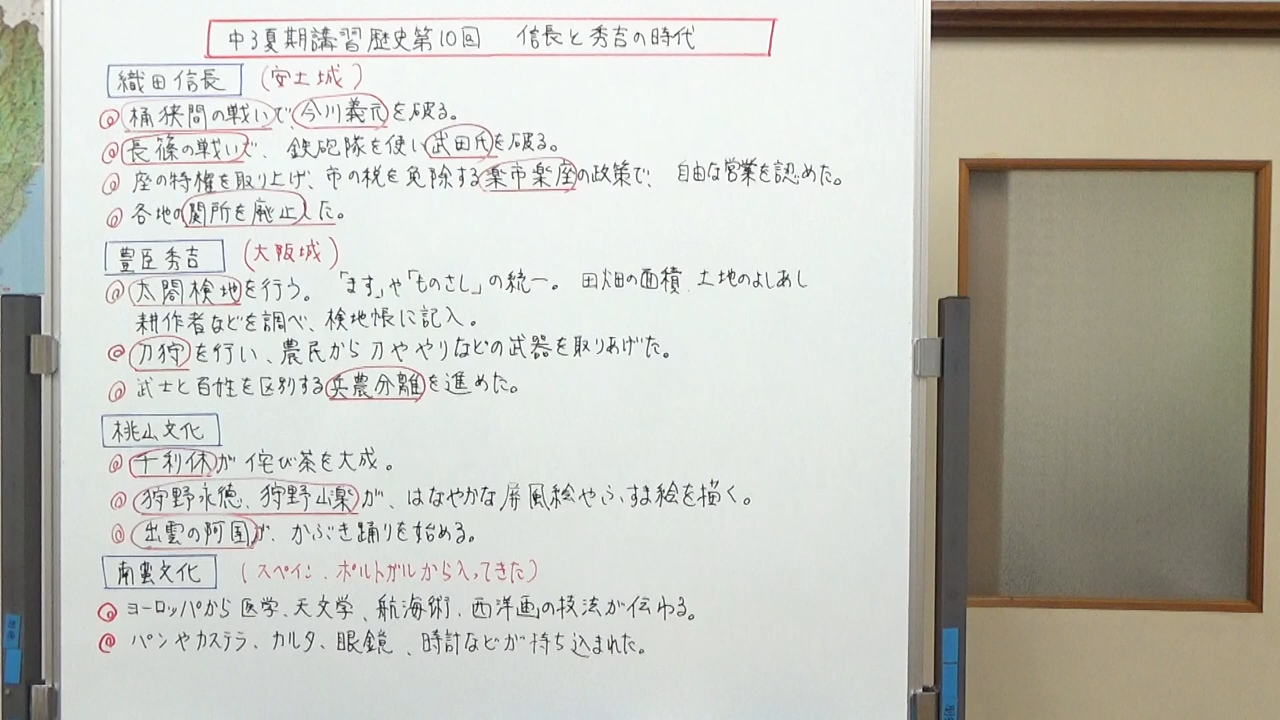 中3夏期講習歴史第10回 信長と秀吉の時代
織田信長 (安土城)
◎桶狭間の戦いで、今川義元を破る。
◎長篠の戦いで、鉄砲隊を使い武田氏を破る。
◎座の特権を取り上げ、市の税を免除する楽市楽座の政策で、自由な営業を認めた。
◎各地の関所を廃止した。
豊臣秀吉 (大阪城)
◎太閤検地を行う。「ます」や「ものさし」の統一。田畑の面積、土地のよしあし
耕作者などを調べ、検地帳に記入。
◎刀狩を行い、農民から刀ややりなどの武器を取りあげた。
◎武士と百姓を区別する兵農分離を進めた。
桃山文化
◎千利休が侘び茶を大成。
◎狩野永徳、狩野山楽が、はなやかな屏風絵やふすま絵を描く。
◎出雲の阿国が、かぶき踊りを始める。
南蛮文化 (スペイン、ポルトガルから入ってきた)
◎ヨーロッパから医学、天文学、航海術、西洋画の技法が伝わる。
◎パンやカステラ、カルタ、眼鏡、時計などが持ち込まれた。